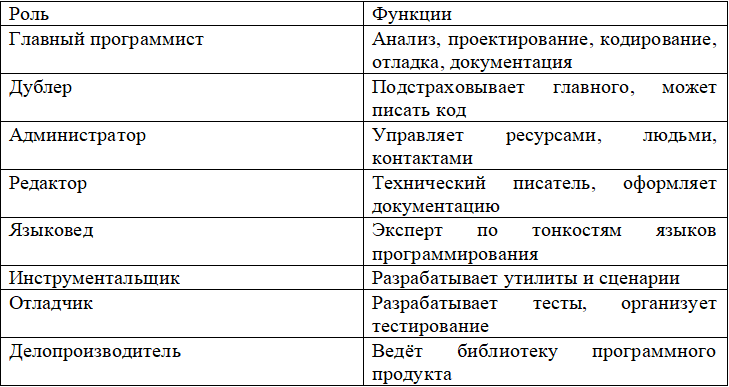 Роль Функции
Главный программист Анализ, проектирование, кодирование,
отладка, документация
Дублер Подстраховывает главного, может
писать код
Администратор Управляет ресурсами, людьми,
контактами
Редактор Технический писатель, оформляет
документацию
Языковед Эксперт по тонкостям языков
программирования
Инструментальщик Разрабатывает утилиты и сценарии
Отладчик Разрабатывает тесты, организует
тестирование
Делопроизводитель Ведёт библиотеку программного
продукта